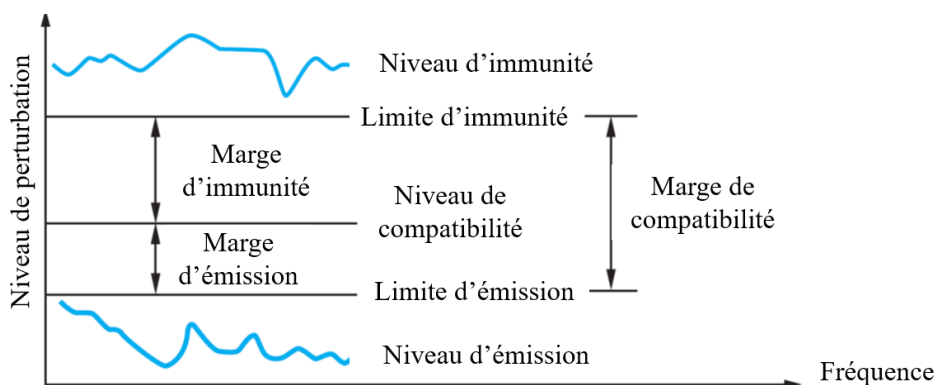 Niveau de perturbation
Niveau d’immunité
Limite d’immunité
Marge
d’immunité
Niveau de
compatibilité
Marge de
compatibilité
Marge
d’émission
Limite d’émission
Niveau d’émission
Fréquence